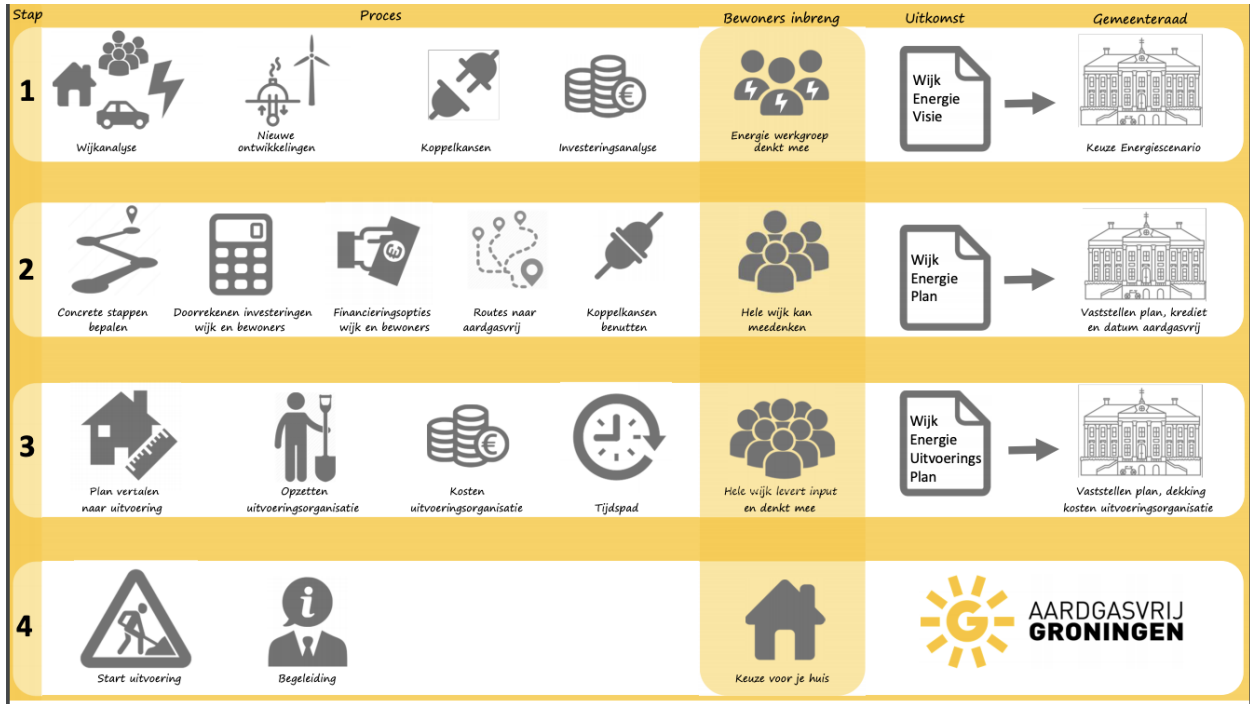 Stap
Proces
Bewoners inbreng
Uitkomst
Gemeenteraad
1
Wijkanalyse
Nieuwe
ontwikkelingen
Koppelkansen
€
Investeringsanalyse
Energie werkgroep
denkt mee
Wijk
Energie
Visie
Keuze Energiescenario
2
Concrete stappen
bepalen
0
Doorrekenen investeringen
wijk en bewoners
Financieringsopties
wijk en bewoners
Routes naar
aardgasvrij
Koppelkansen
benutten
Hele wijk kan
meedenken
Wijk
Energie
Plan
Vaststellen plan, krediet
en datum aardgasvrij
3
Plan vertalen
naar uitvoering
Opzetten
uitvoeringsorganisatie
€
Kosten
uitvoeringsorganisatie
Tijdspad
Hele wijk levert input
en denkt mee
Wijk
Energie
Uitvoerings
Plan
Vaststellen plan, dekking
kosten uitvoeringsorganisatie
4
Start uitvoering
i
Begeleiding
Keuze voor je huis
G
AARDGASVRIJ
GRONINGEN